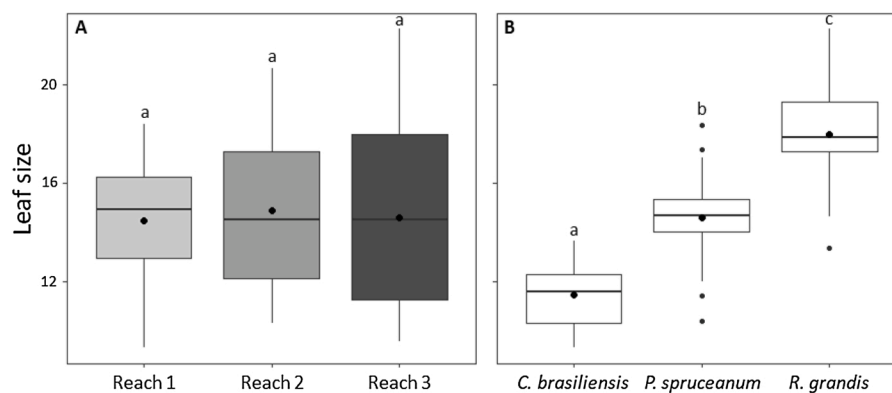 A
B
a
a
a
a
b
c
Leaf size
20
16
12
Reach 1
Reach 2
Reach 3
C. brasiliensis
P. spruceanum
R. grandis